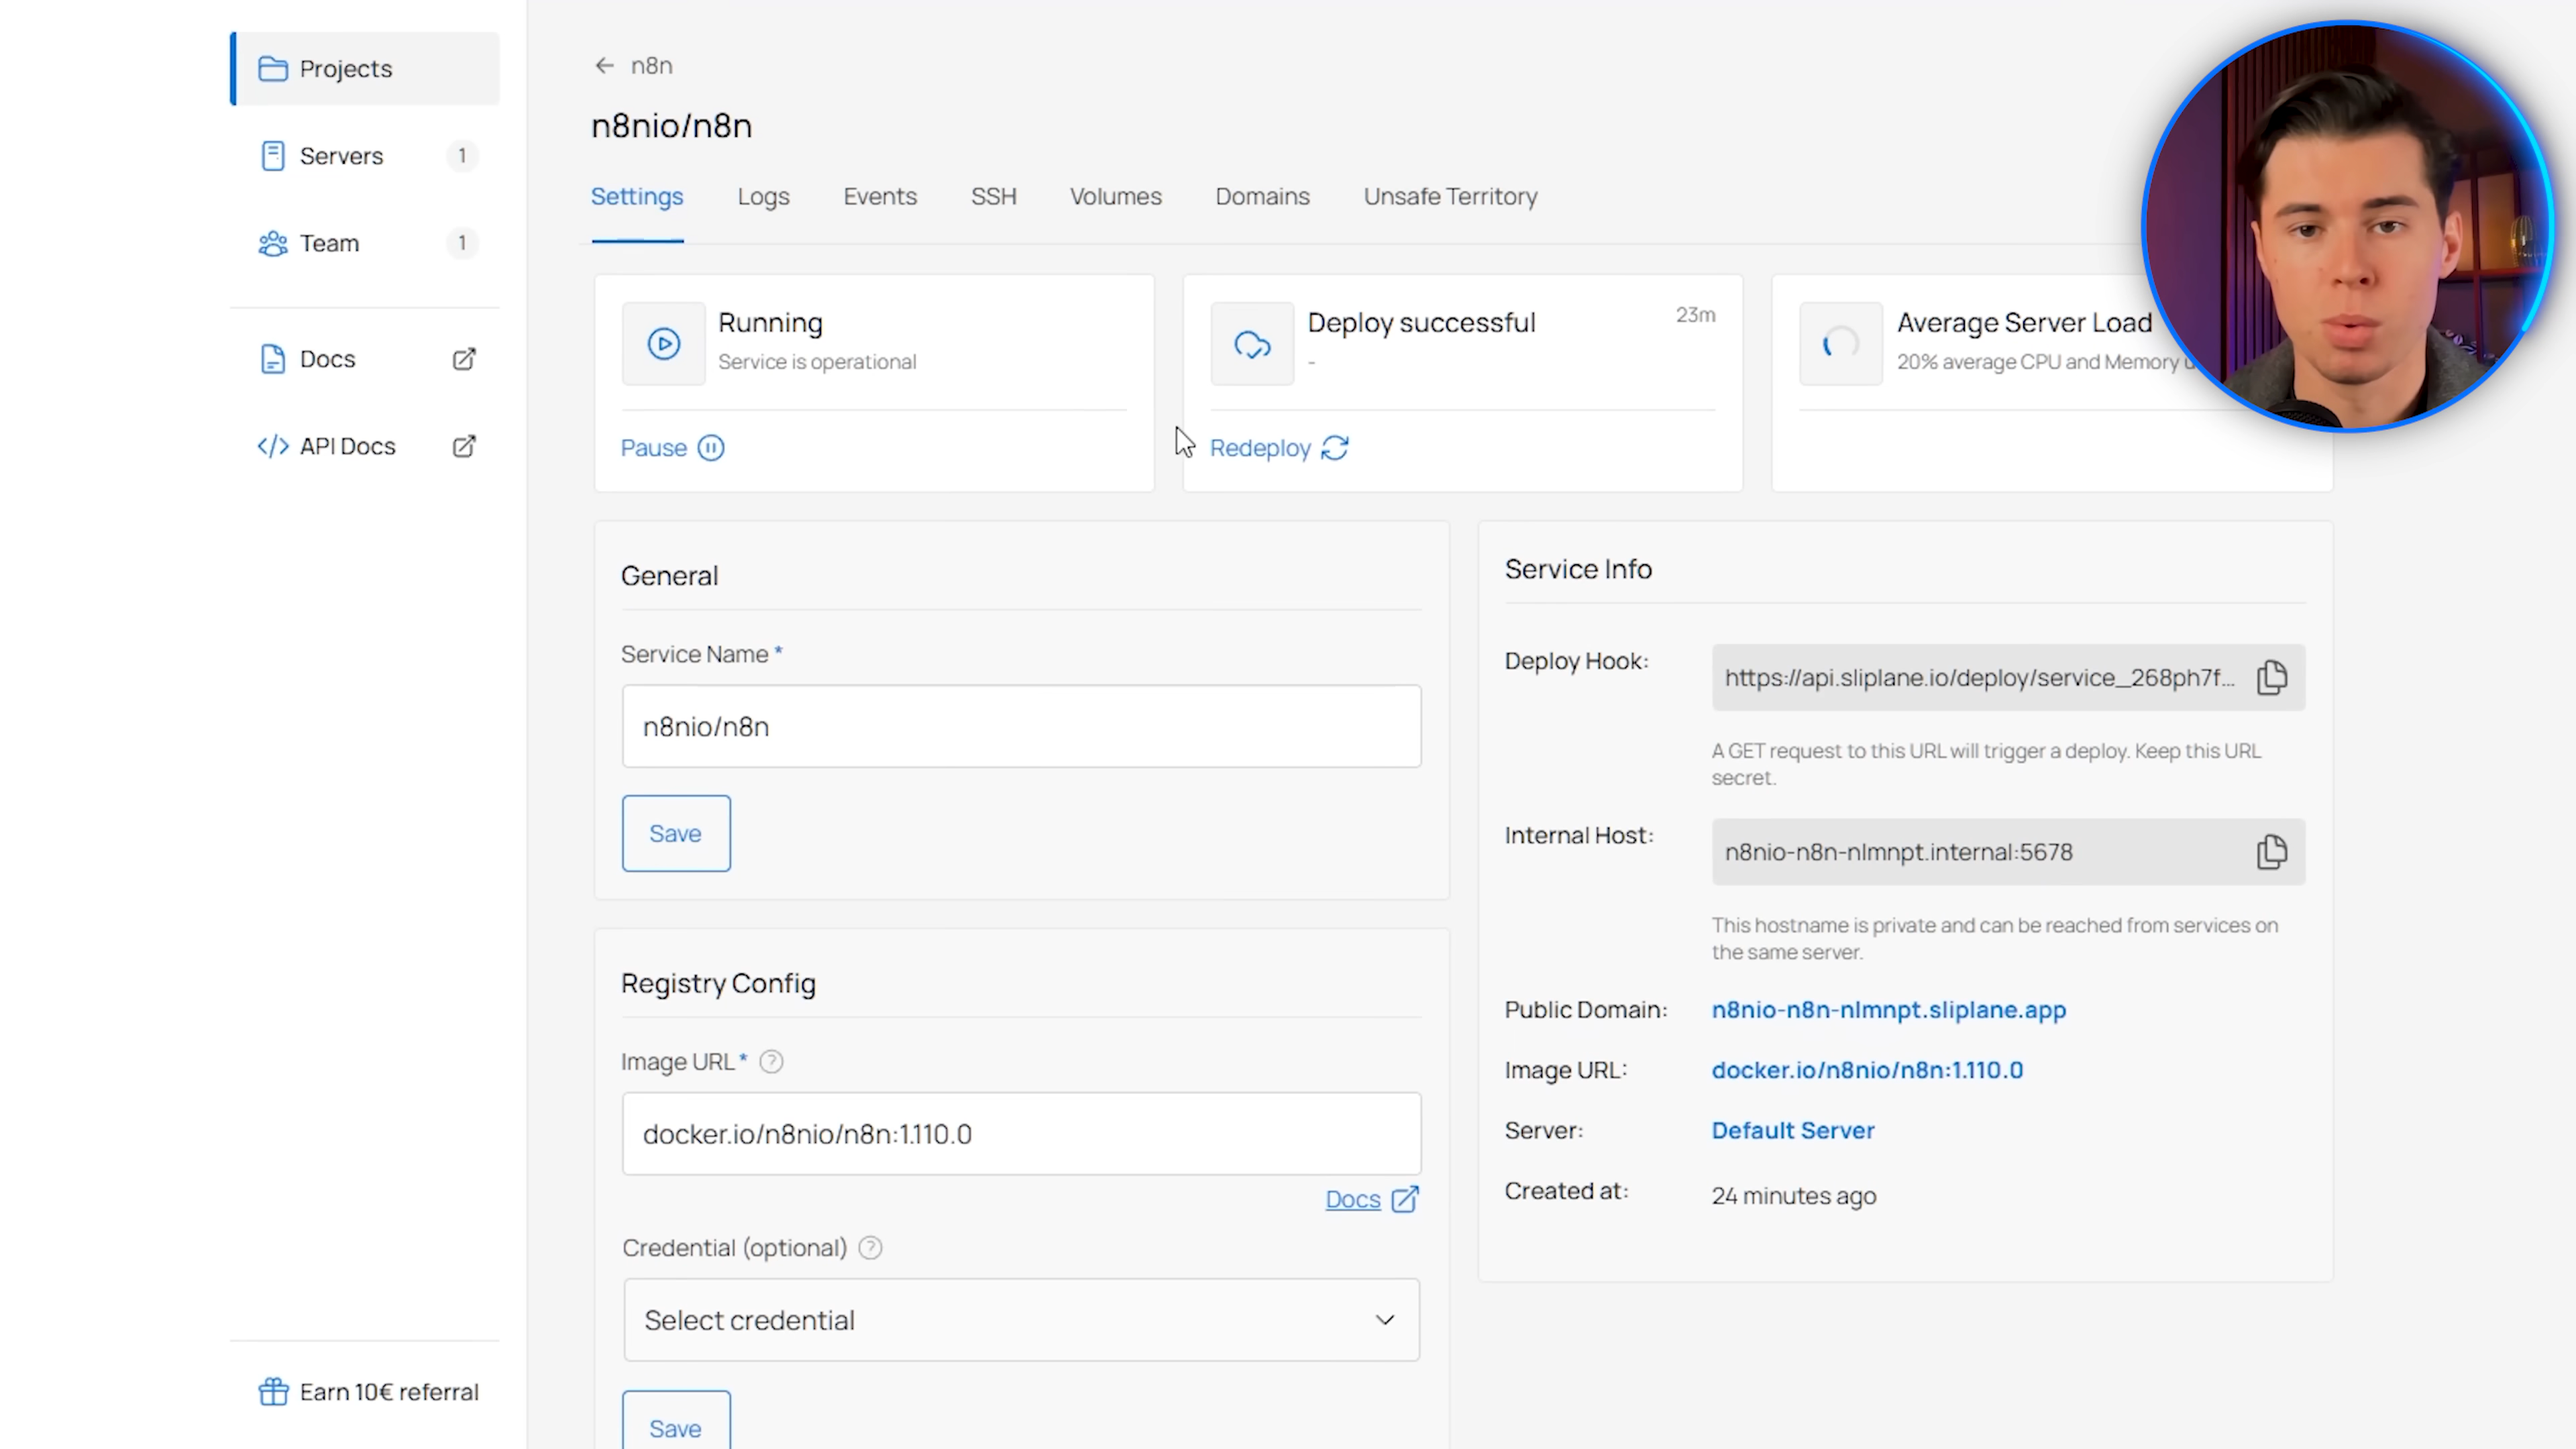 Projects
Servers 1
Team 1
Docs
API Docs
Earn 10€ referral
n8n
n8nio/n8n
Settings Logs Events SSH Volumes Domains Unsafe Territory
Running
Service is operational
Pause
Deploy successful 23m
-
Redeploy
Average Server Load
20% average CPU and Memory
General
Service Name *
n8nio/n8n
Save
Registry Config
Image URL * ?
docker.io/n8nio/n8n:1.110.0
Docs
Credential (optional) ?
Select credential
Save
Service Info
Deploy Hook: https://api.sliplane.io/deploy/service_268ph7f...
A GET request to this URL will trigger a deploy. Keep this URL
secret.
Internal Host: n8nio-n8n-nlmnpt.internal:5678
This hostname is private and can be reached from services on
the same server.
Public Domain: n8nio-n8n-nlmnpt.sliplane.app
Image URL: docker.io/n8nio/n8n:1.110.0
Server: Default Server
Created at: 24 minutes ago